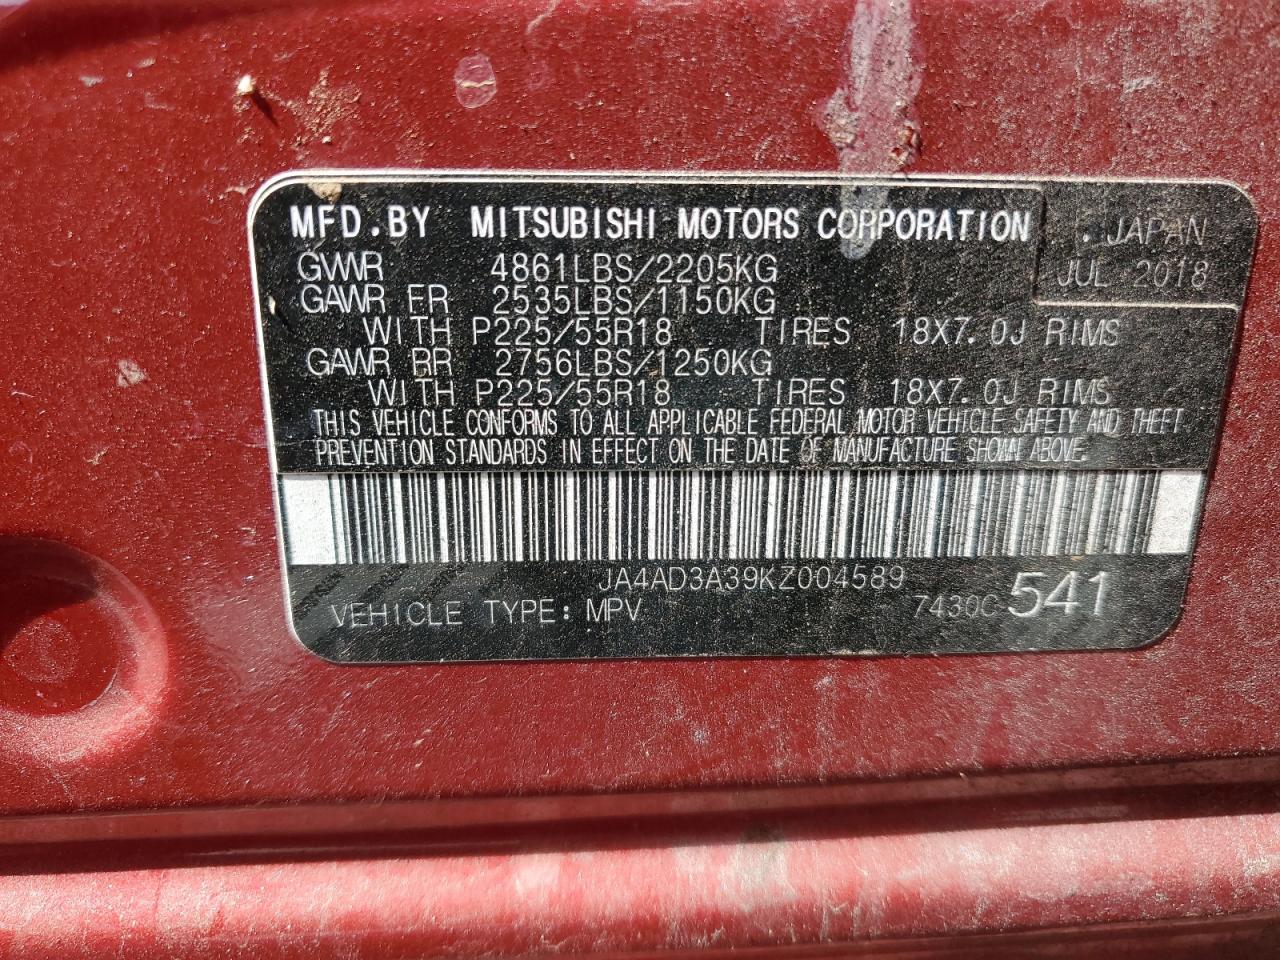 MFD.BY MITSUBISHI MOTORS CORPORATION . JAPAN
GVWR 4861LBS/2205KG JUL 2018
GAWR FR 2535LBS/1150KG
WITH P225/55R18 TIRES 18X7.0J RIMS
GAWR RR 2756LBS/1250KG
WITH P225/55R18 TIRES 18X7.0J RIMS
THIS VEHICLE CONFORMS TO ALL APPLICABLE FEDERAL MOTOR VEHICLE SAFETY AND THEFT
PREVENTION STANDARDS IN EFFECT ON THE DATE OF MANUFACTURE SHOWN ABOVE.
JA4AD3A39KZ004589
VEHICLE TYPE: MPV 7430C 541